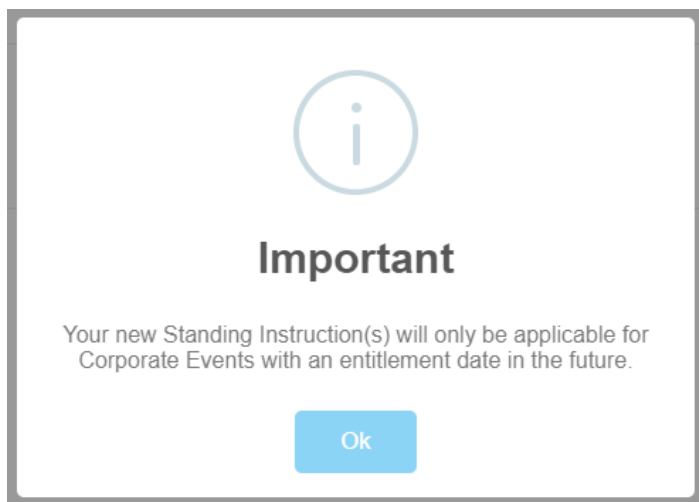 Important
Your new Standing Instruction(s) will only be applicable for
Corporate Events with an entitlement date in the future.
Ok